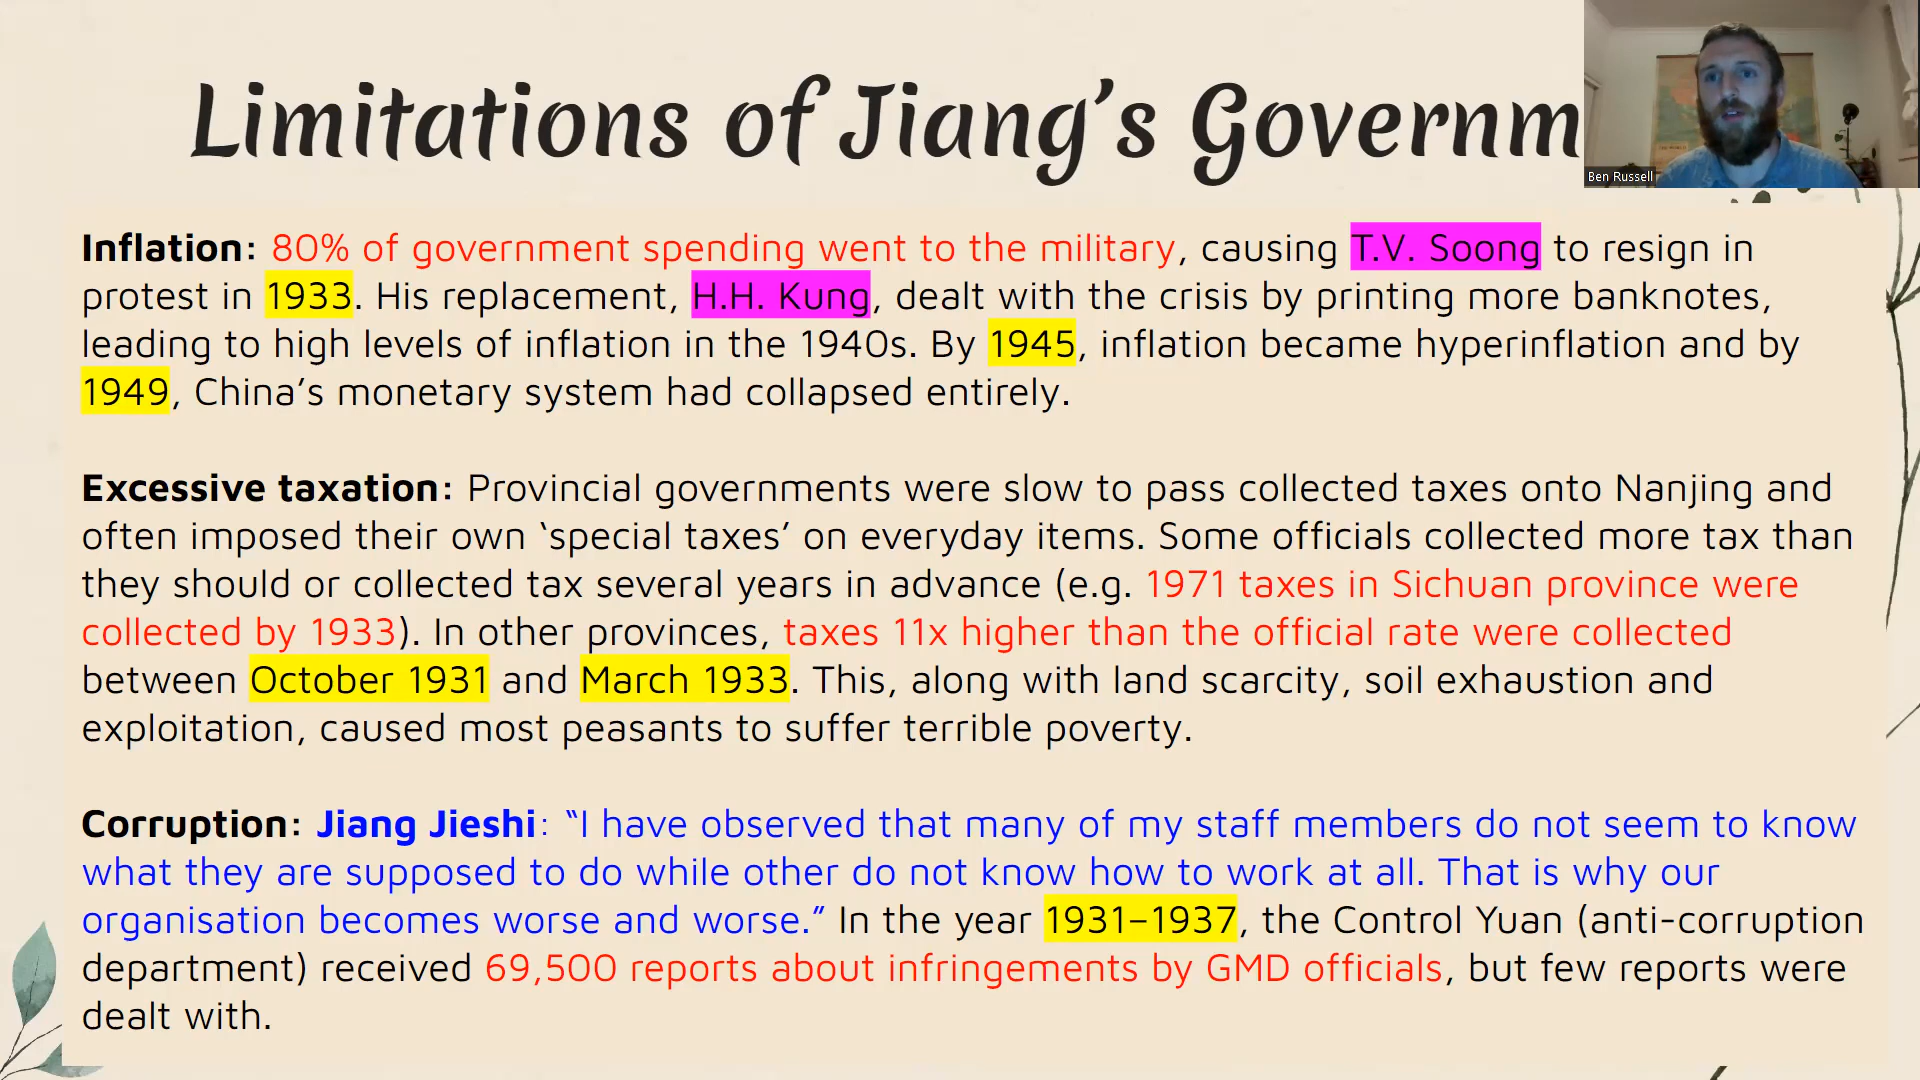 Limitations of Jiang’s Governm
Ben Russell
Inflation: 80% of government spending went to the military, causing T.V. Soong to resign in
protest in 1933. His replacement, H.H. Kung, dealt with the crisis by printing more banknotes,
leading to high levels of inflation in the 1940s. By 1945, inflation became hyperinflation and by
1949, China’s monetary system had collapsed entirely.
Excessive taxation: Provincial governments were slow to pass collected taxes onto Nanjing and
often imposed their own ‘special taxes’ on everyday items. Some officials collected more tax than
they should or collected tax several years in advance (e.g. 1971 taxes in Sichuan province were
collected by 1933). In other provinces, taxes 11x higher than the official rate were collected
between October 1931 and March 1933. This, along with land scarcity, soil exhaustion and
exploitation, caused most peasants to suffer terrible poverty.
Corruption: Jiang Jieshi: “I have observed that many of my staff members do not seem to know
what they are supposed to do while other do not know how to work at all. That is why our
organisation becomes worse and worse.” In the year 1931–1937, the Control Yuan (anti-corruption
department) received 69,500 reports about infringements by GMD officials, but few reports were
dealt with.